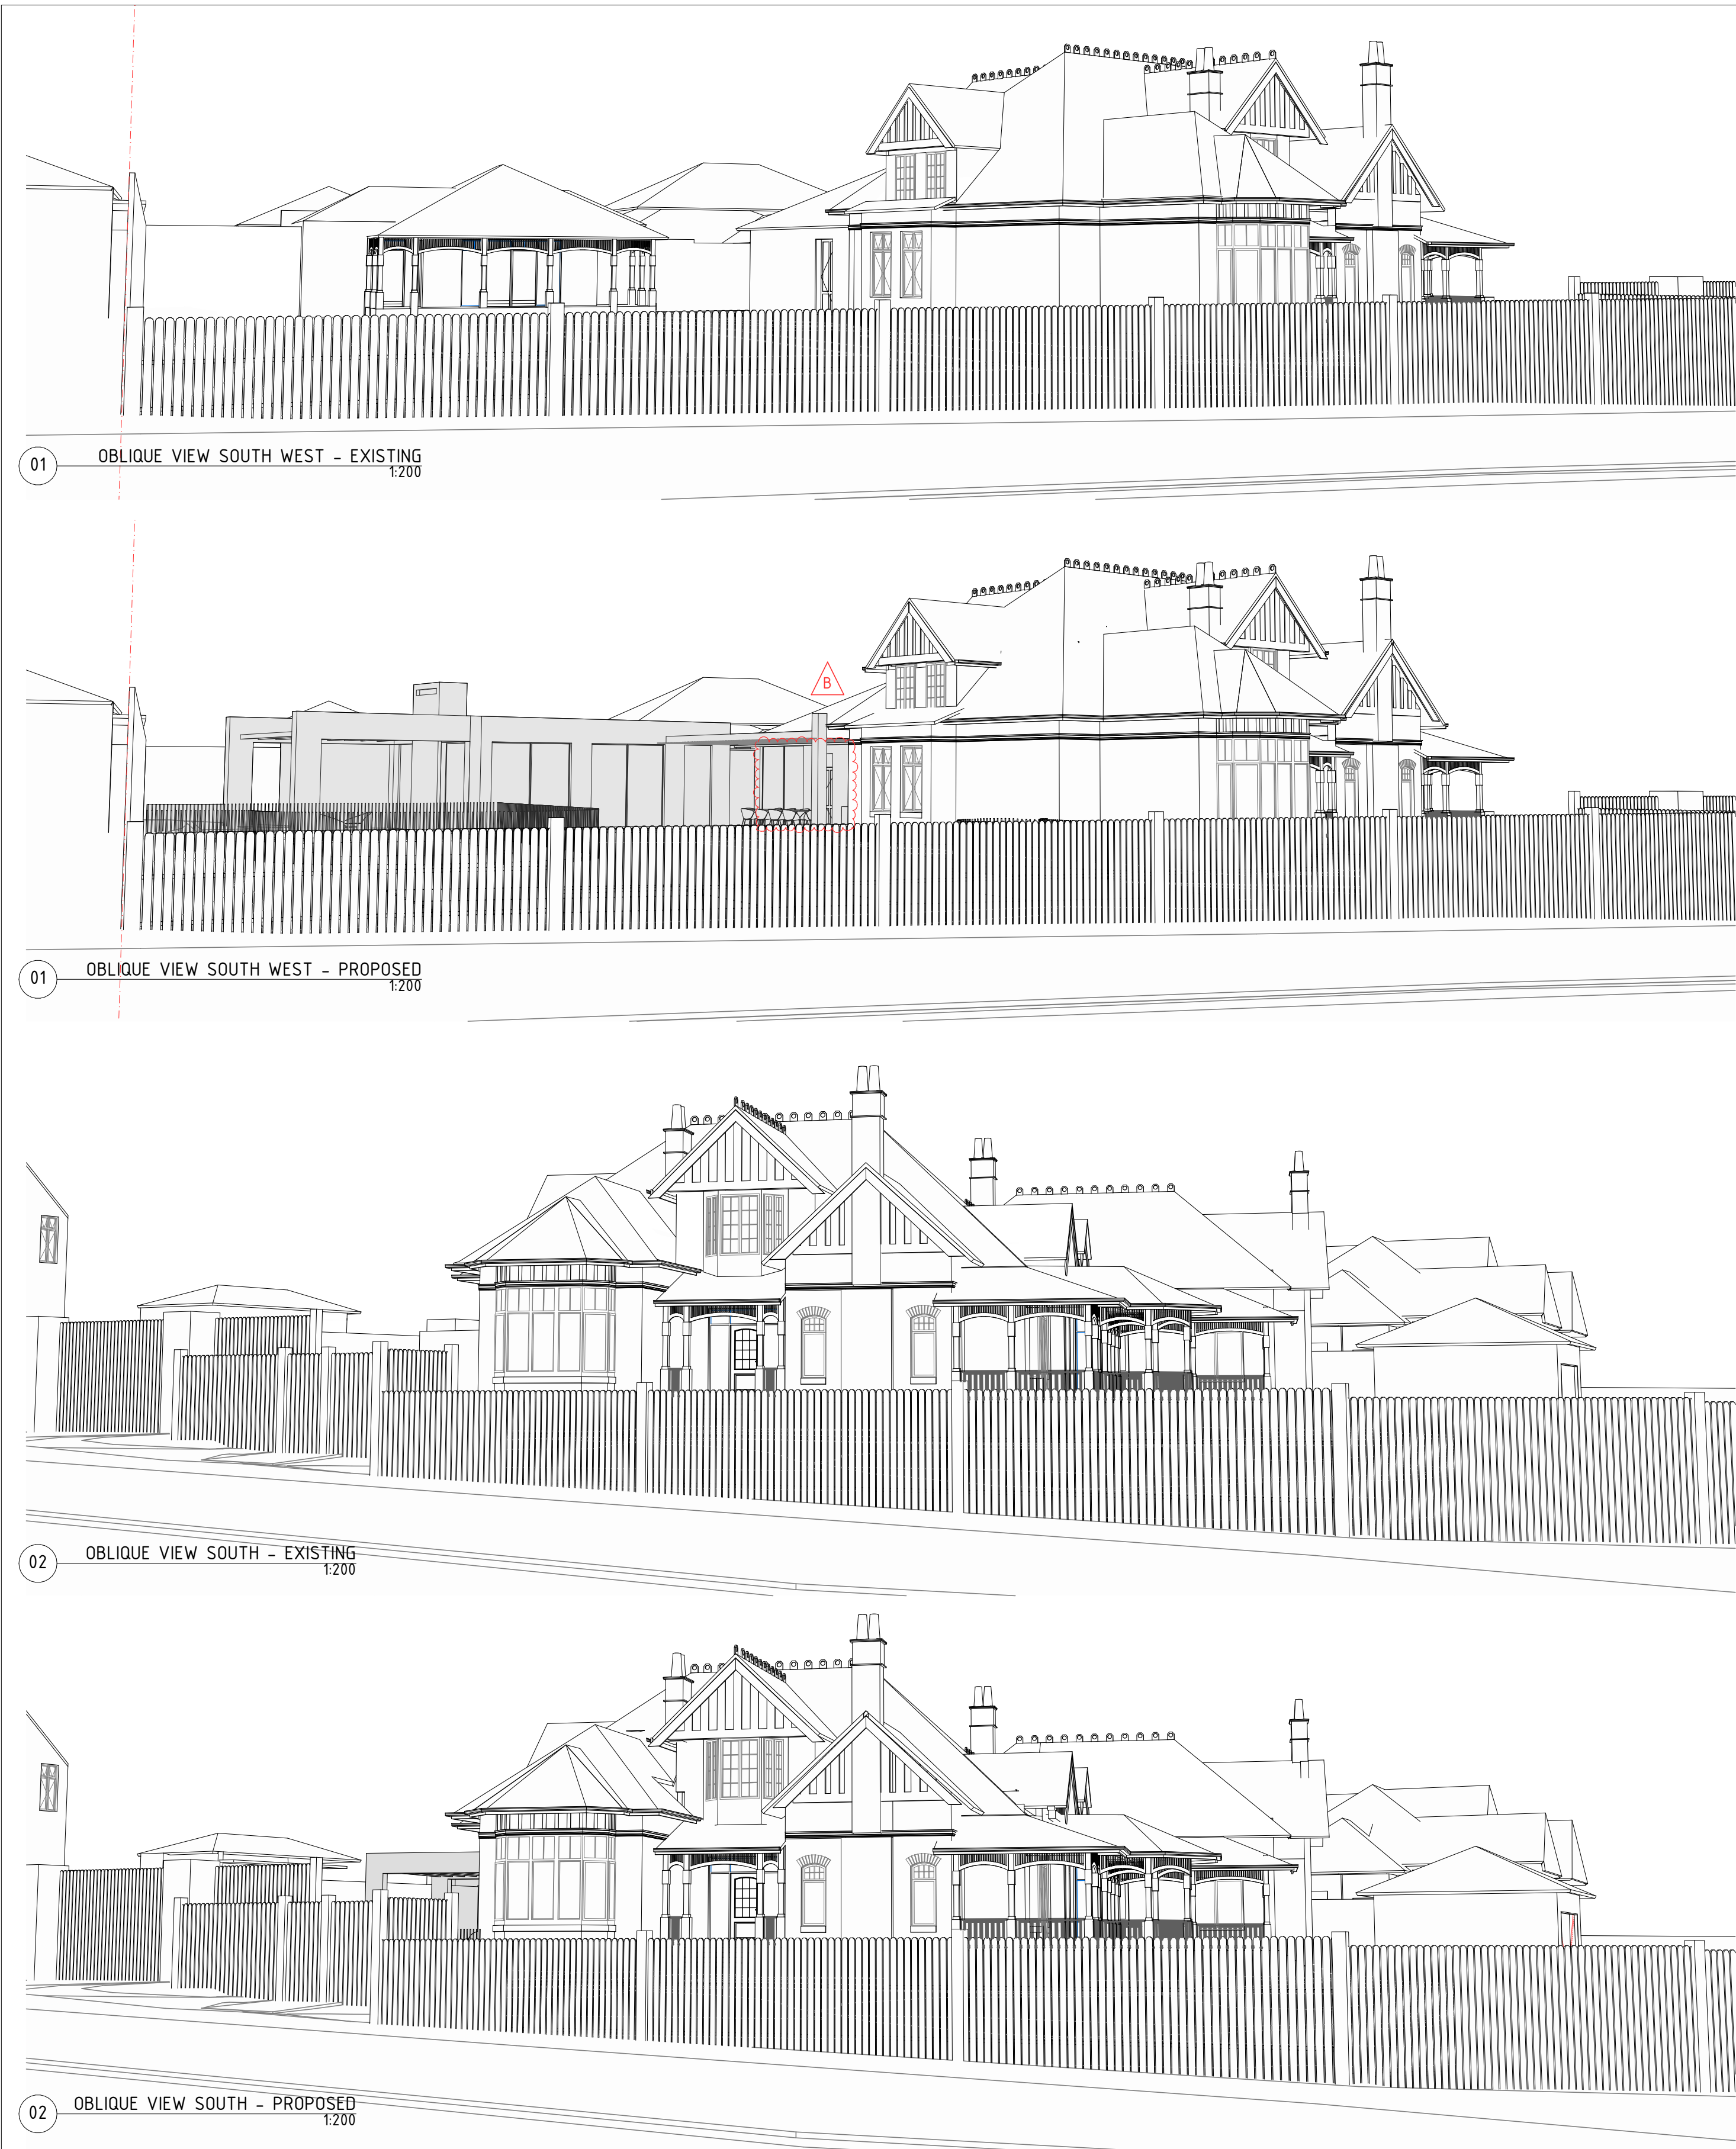 01
OBLIQUE VIEW SOUTH WEST - EXISTING
1:200
B
01
OBLIQUE VIEW SOUTH WEST - PROPOSED
1:200
02
OBLIQUE VIEW SOUTH - EXISTING
1:200
02
OBLIQUE VIEW SOUTH - PROPOSED
1:200